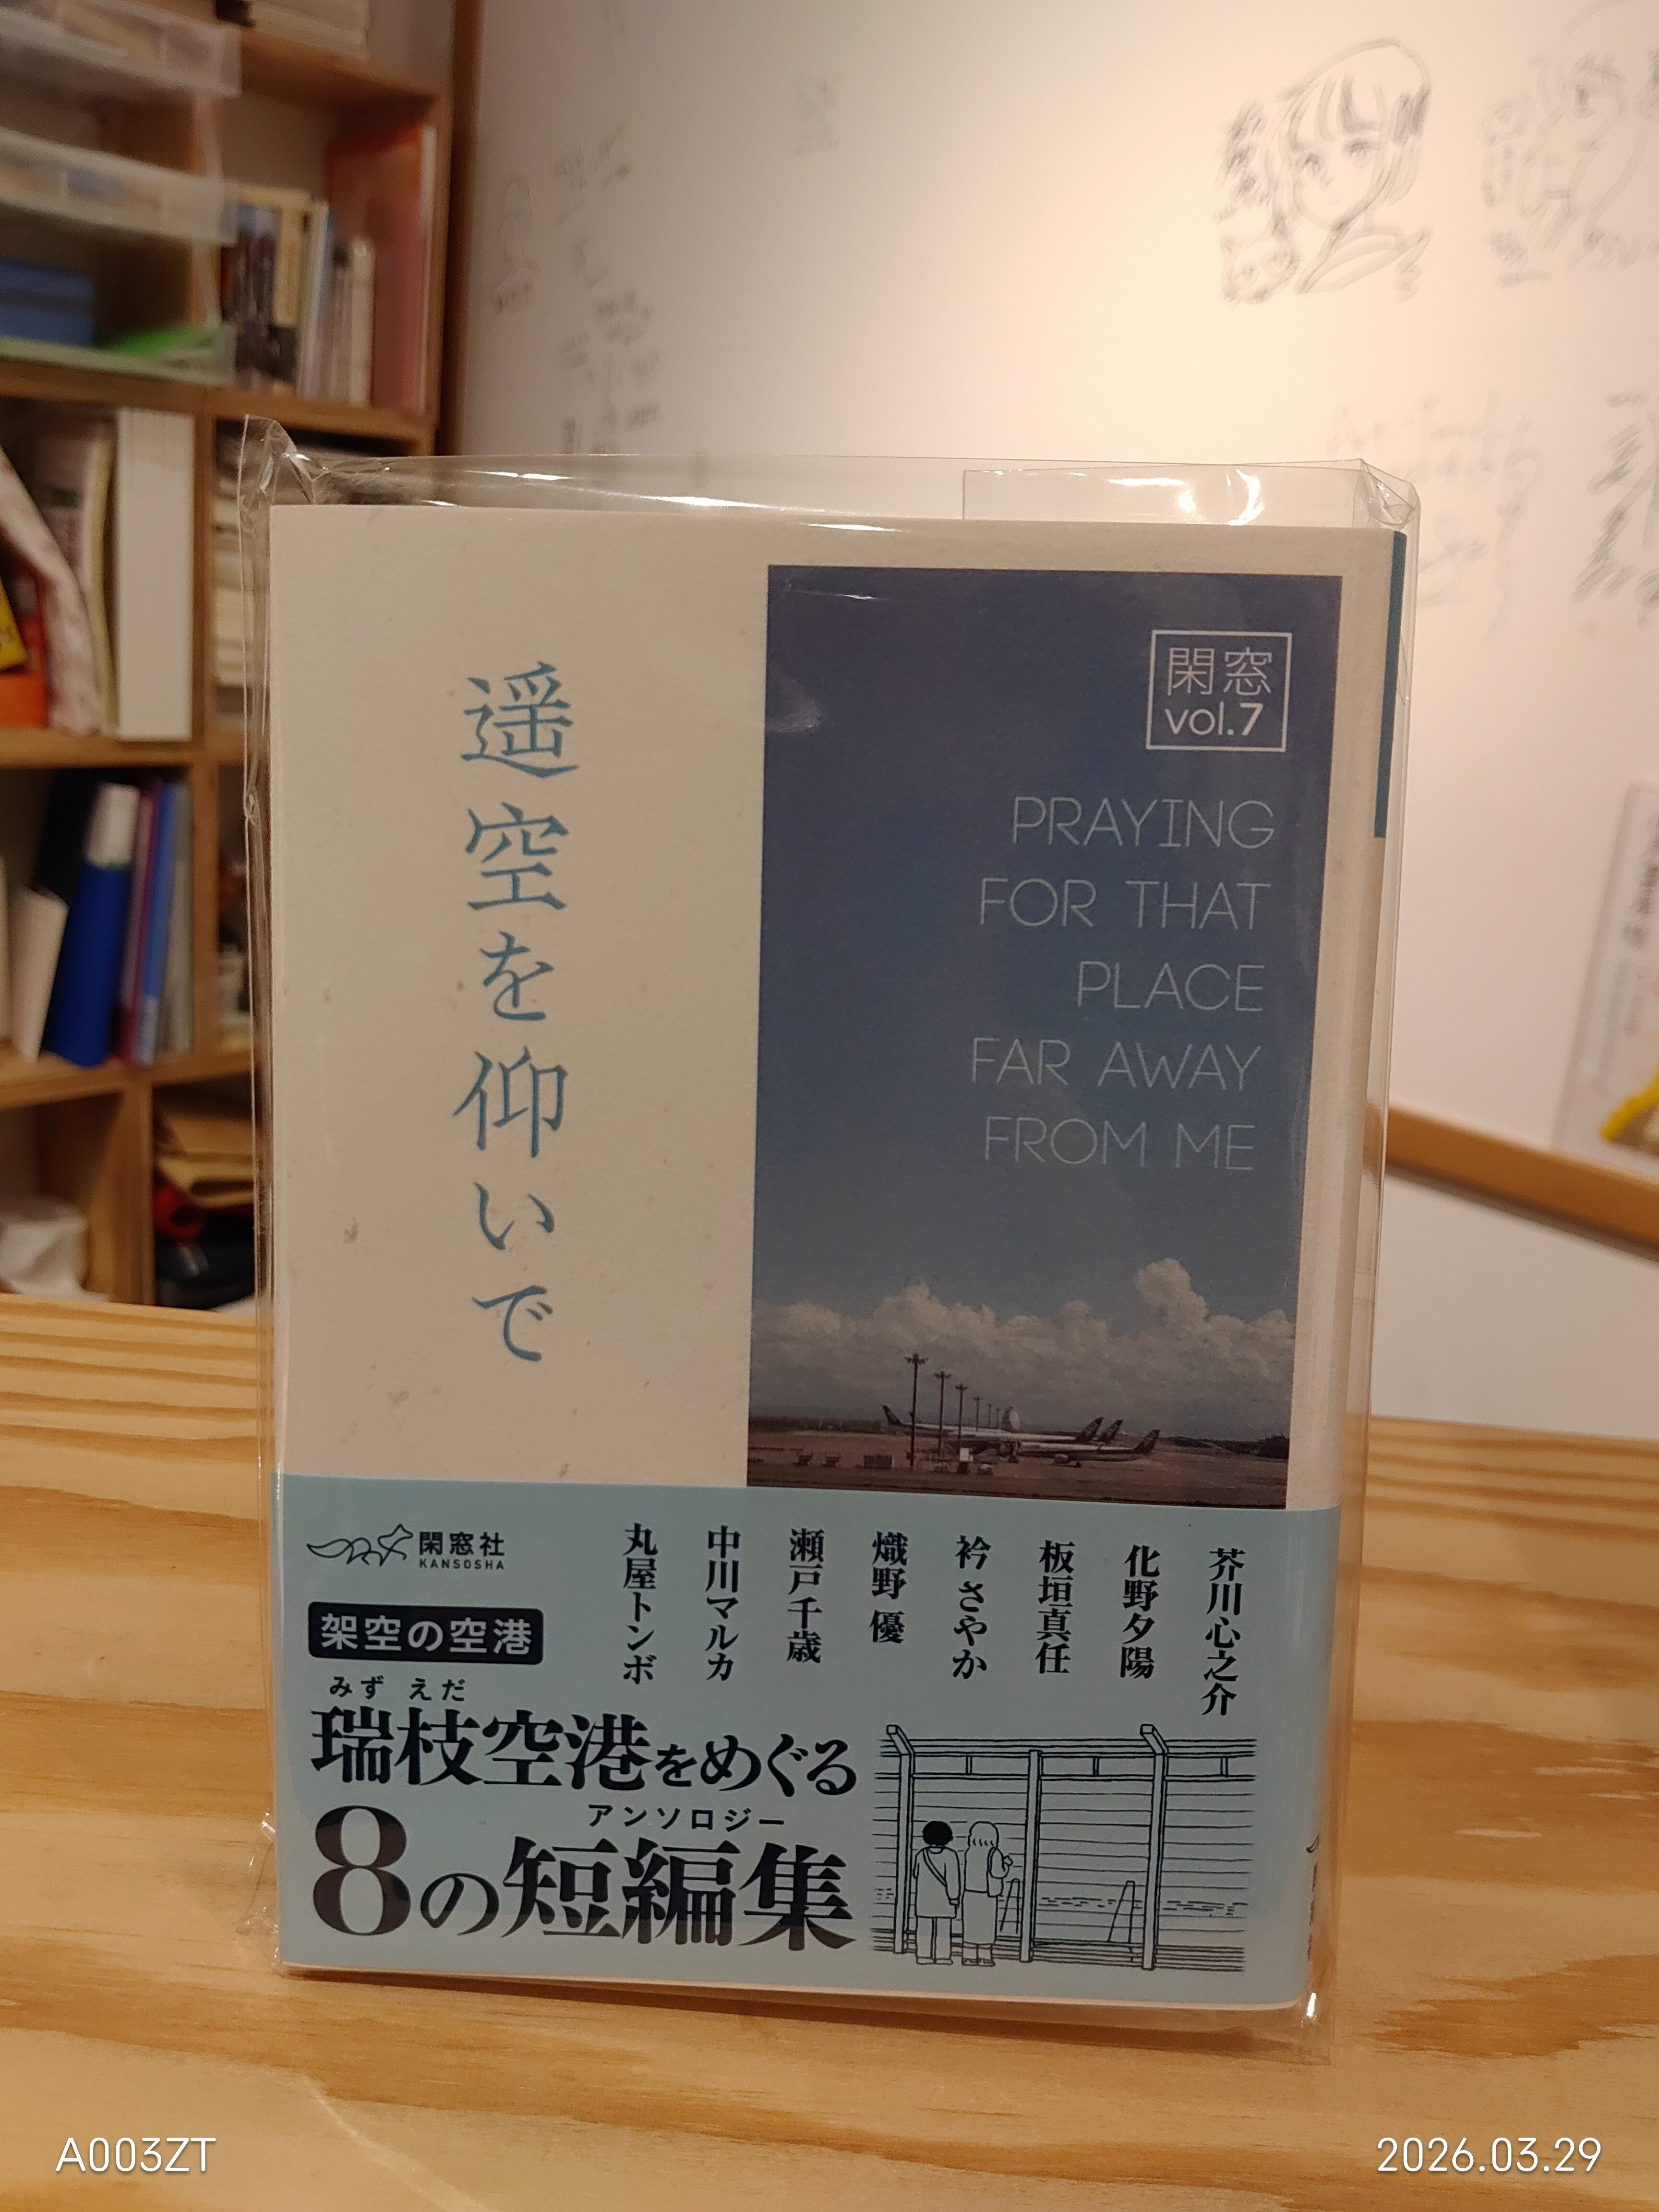 遥空を仰いで
閑窓
vol.7
PRAYING
FOR THAT
PLACE
FAR AWAY
FROM ME
芥川心之介
化野夕陽
板垣真任
衿 さやか
熾野 優
瀬戸千歳
中川マルカ
丸屋トンボ
閑窓社
KANSOSHA
架空の空港
みず えだ
瑞枝空港をめぐる
アンソロジー
8の短編集
A003ZT
2026.03.29